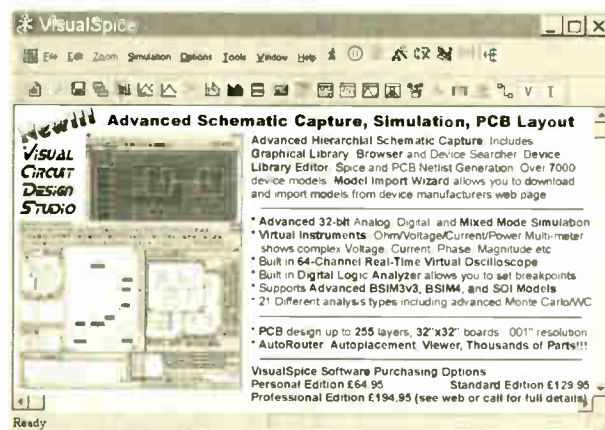 VisualSpice
File Edit Zoom Simulation Options Tools Window Help
New!!!
Advanced Schematic Capture, Simulation, PCB Layout
VISUAL
CIRCUIT
DESIGN
STUDIO
Advanced Hierarchial Schematic Capture Includes
Graphical Library Browser and Device Searcher Device
Library Editor Spice and PCB Netlist Generation Over 7000
device models Model Import Wizard allows you to download
and import models from device manufacturers web page
* Advanced 32-bit Analog, Digital and Mixed Mode Simulation
* Virtual Instruments Ohm/Voltage/Current/Power Multi-meter
shows complex Voltage, Current, Phase, Magnitude etc
* Built in 64-Channel Real-Time Virtual Oscilloscope
* Built in Digital Logic Analyzer allows you to set breakpoints
* Supports Advanced BSIM3v3, BSIM4, and SOI Models
* 21 Different analysis types including advanced Monte Carlo/WC
* PCB design up to 255 layers, 32"x32" boards .001" resolution
* AutoRouter Autoplacement, Viewer, Thousands of Parts!!!
VisualSpice Software Purchasing Options
Personal Edition £64.95 Standard Edition £129.95
Professional Edition £194.95 (see web or call for full details)
Ready